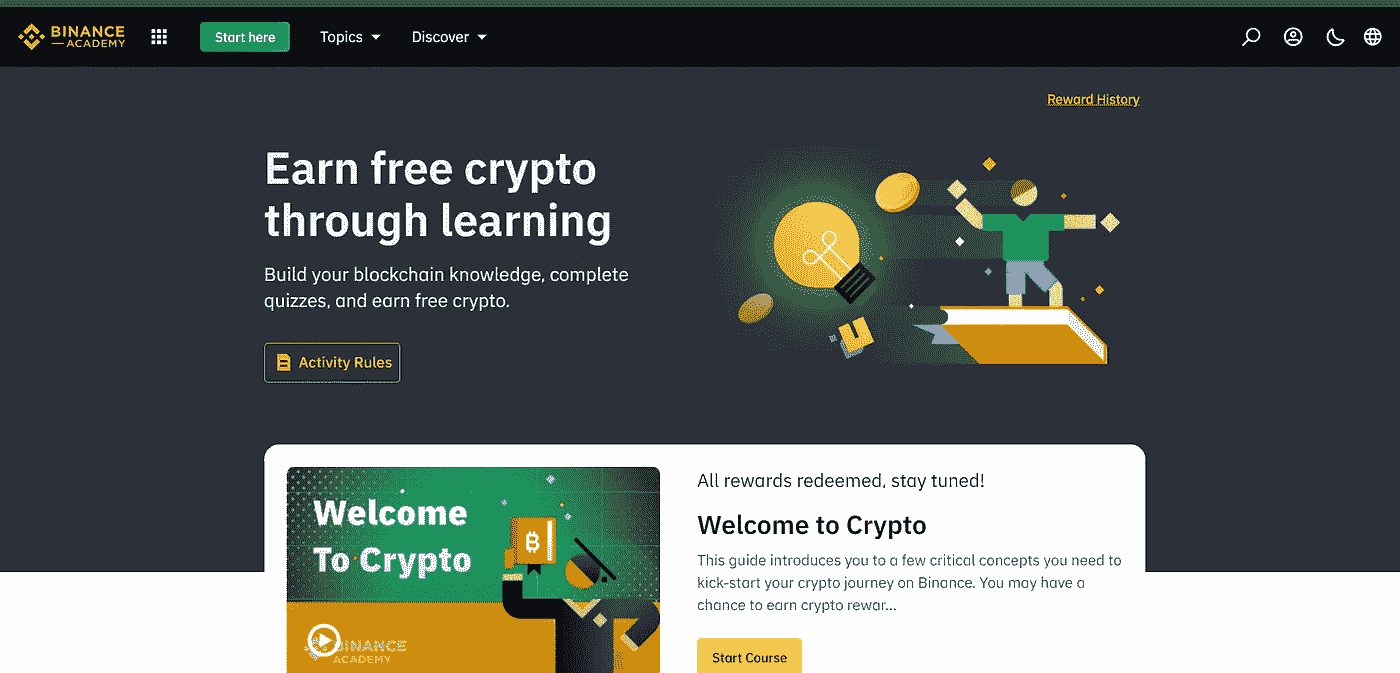 BINANCE
ACADEMY
Start here
Topics
Discover
Reward History
Earn free crypto
through learning
Build your blockchain knowledge, complete
quizzes, and earn free crypto.
Activity Rules
Welcome
To Crypto
BINANCE
ACADEMY
All rewards redeemed, stay tuned!
Welcome to Crypto
This guide introduces you to a few critical concepts you need to
kick-start your crypto journey on Binance. You may have a
chance to earn crypto rewar...
Start Course